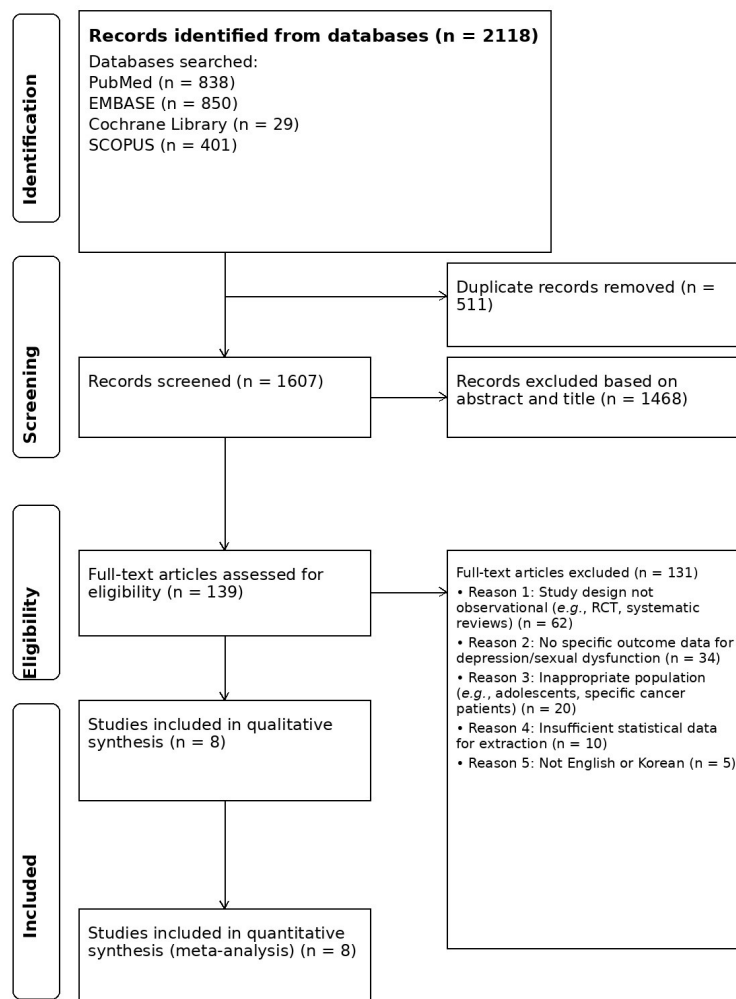 Identification
Records identified from databases (n = 2118)
Databases searched:
PubMed (n = 838)
EMBASE (n = 850)
Cochrane Library (n = 29)
SCOPUS (n = 401)
Screening
Duplicate records removed (n =
511)
Records screened (n = 1607)
Records excluded based on
abstract and title (n = 1468)
Eligibility
Full-text articles assessed for
eligibility (n = 139)
Full-text articles excluded (n = 131)
• Reason 1: Study design not
observational (e.g., RCT, systematic
reviews) (n = 62)
• Reason 2: No specific outcome data for
depression/sexual dysfunction (n = 34)
• Reason 3: Inappropriate population
(e.g., adolescents, specific cancer
patients) (n = 20)
• Reason 4: Insufficient statistical data
for extraction (n = 10)
• Reason 5: Not English or Korean (n = 5)
Included
Studies included in qualitative
synthesis (n = 8)
Studies included in quantitative
synthesis (meta-analysis) (n = 8)